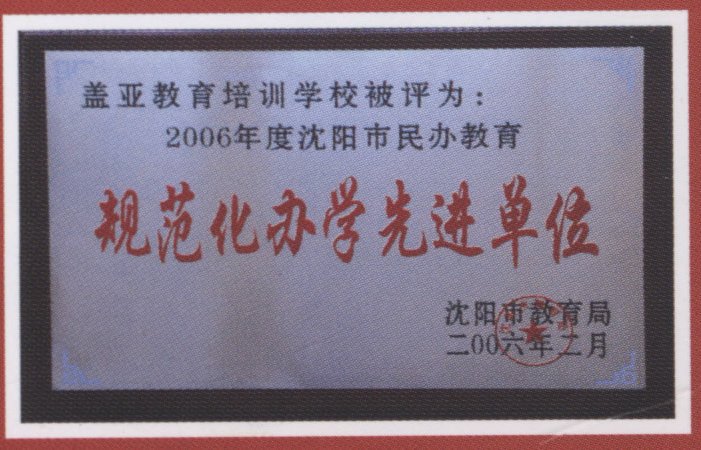 盖亚教育培训学校被评为：
2006年度沈阳市民办教育
规范化办学先进单位
沈阳市教育局
二00六年二月